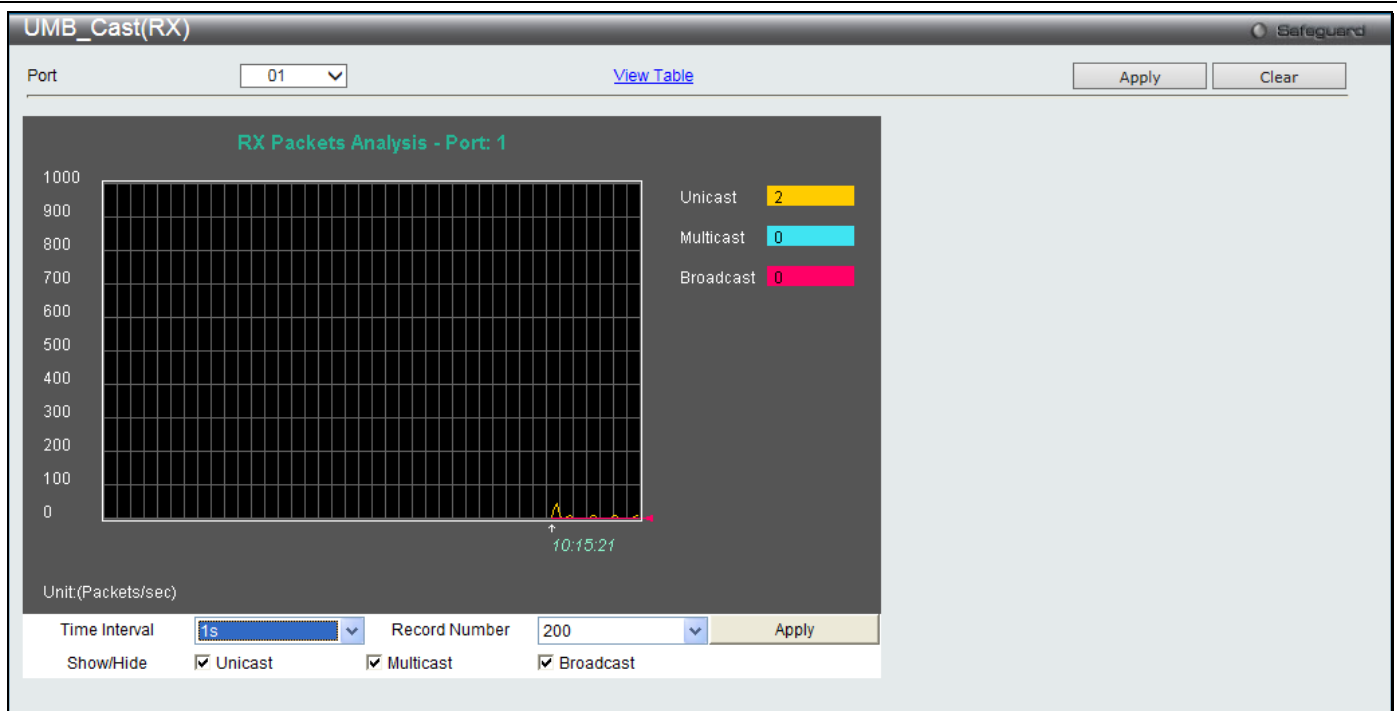 UMB_Cast(RX)
Safeguard
Port 01 View Table Apply Clear
RX Packets Analysis - Port: 1
1000
900
800
700
600
500
400
300
200
100
0
Unicast 2
Multicast 0
Broadcast 0
10:15:21
Unit:(Packets/sec)
Time Interval 1s Record Number 200 Apply
Show/Hide Unicast Multicast Broadcast